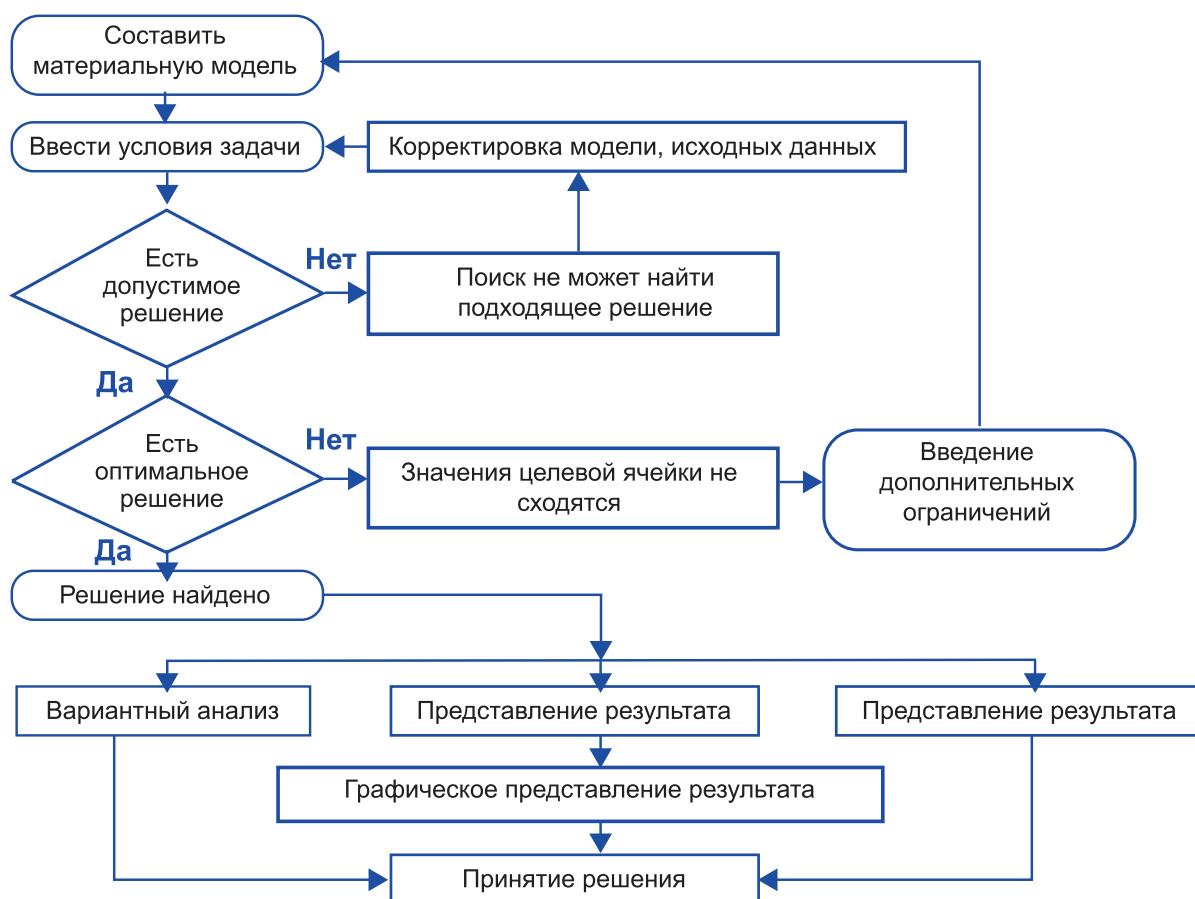 Составить
материальную модель
Ввести условия задачи
Корректировка модели, исходных данных
Есть
допустимое
решение
Нет
Поиск не может найти
подходящее решение
Да
Есть
оптимальное
решение
Нет
Значения целевой ячейки не
сходятся
Введение
дополнительных
ограничений
Да
Решение найдено
Вариантный анализ
Представление результата
Представление результата
Графическое представление результата
Принятие решения